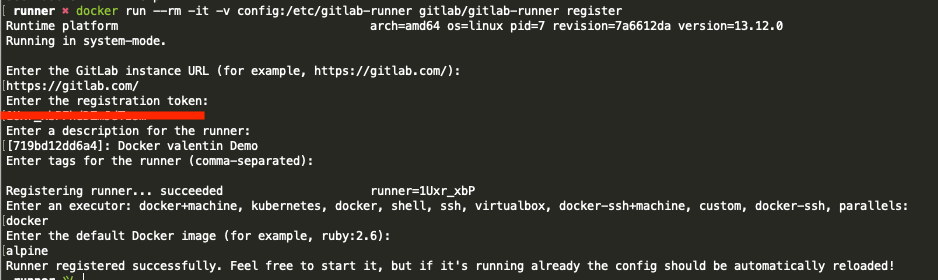 [ runner ✖ docker run --rm -it -v config:/etc/gitlab-runner gitlab/gitlab-runner register
Runtime platform arch=amd64 os=linux pid=7 revision=7a6612da version=13.12.0
Running in system-mode.
Enter the GitLab instance URL (for example, https://gitlab.com/):
[https://gitlab.com/
Enter the registration token:
Enter a description for the runner:
[[719bd12dd6a4]: Docker valentin Demo
Enter tags for the runner (comma-separated):
Registering runner... succeeded runner=1Uxr_xbP
Enter an executor: docker+machine, kubernetes, docker, shell, ssh, virtualbox, docker-ssh+machine, custom, docker-ssh, parallels:
[docker
Enter the default Docker image (for example, ruby:2.6):
[alpine
Runner registered successfully. Feel free to start it, but if it's running already the config should be automatically reloaded!
runner